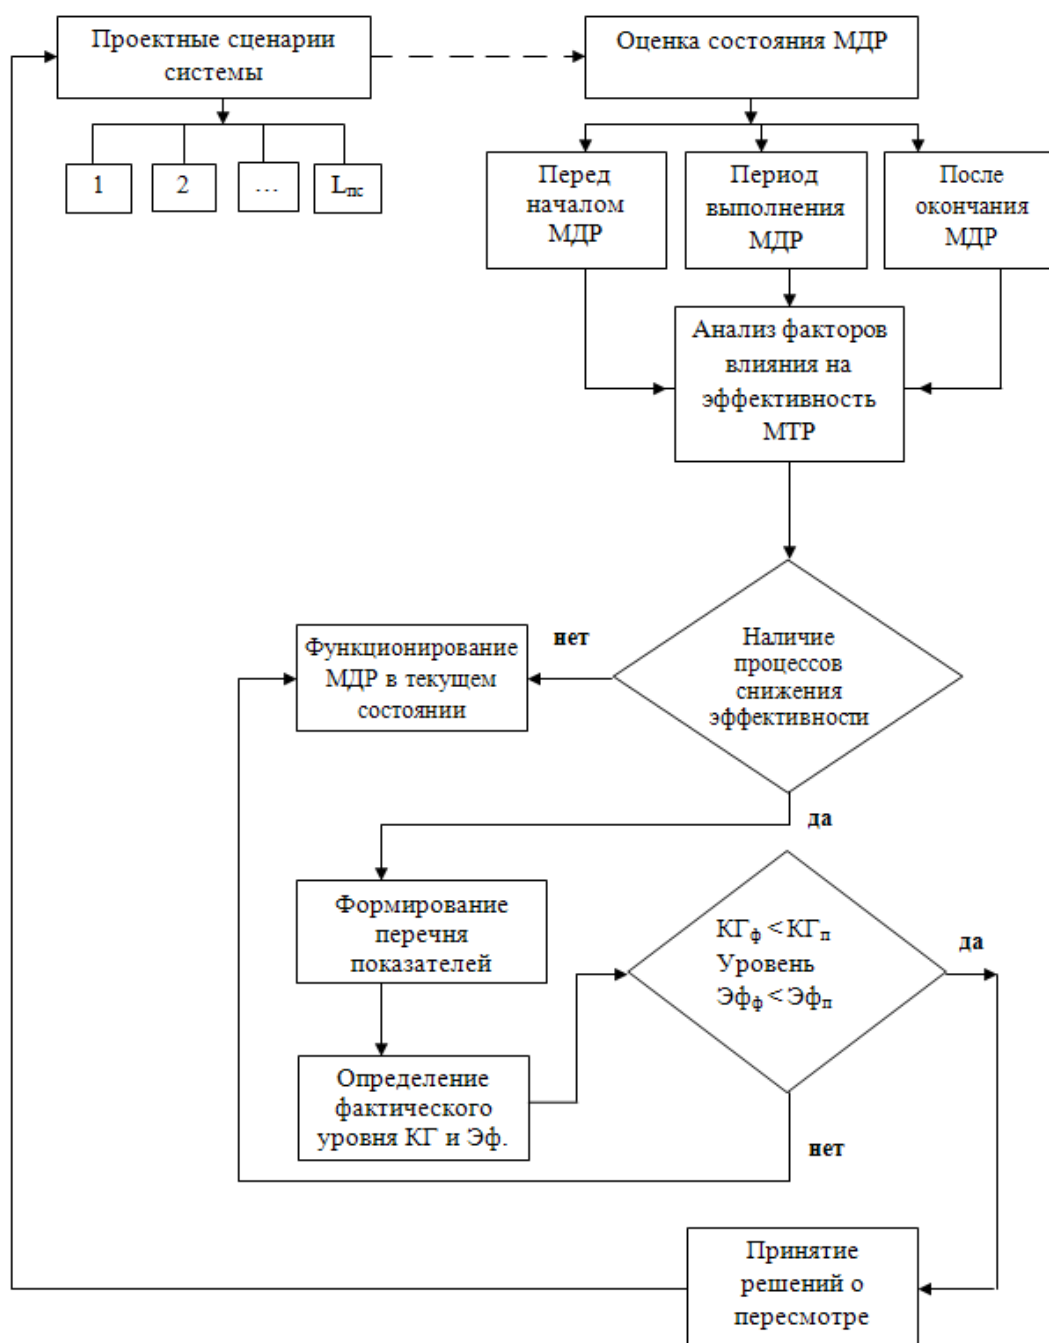 Проектные сценарии
системы
Оценка состояния МДР
1
2
…
Lпс
Перед
началом
МДР
Период
выполнения
МДР
После
окончания
МДР
Анализ факторов
влияния на
эффективность
МТР
Наличие
процессов
снижения
эффективности
нет
Функционирование
МДР в текущем
состоянии
да
Формирование
перечня
показателей
КГф < КГп
Уровень
Эфф < Эфп
да
Определение
фактического
уровня КГ и Эф.
нет
Принятие
решений о
пересмотре